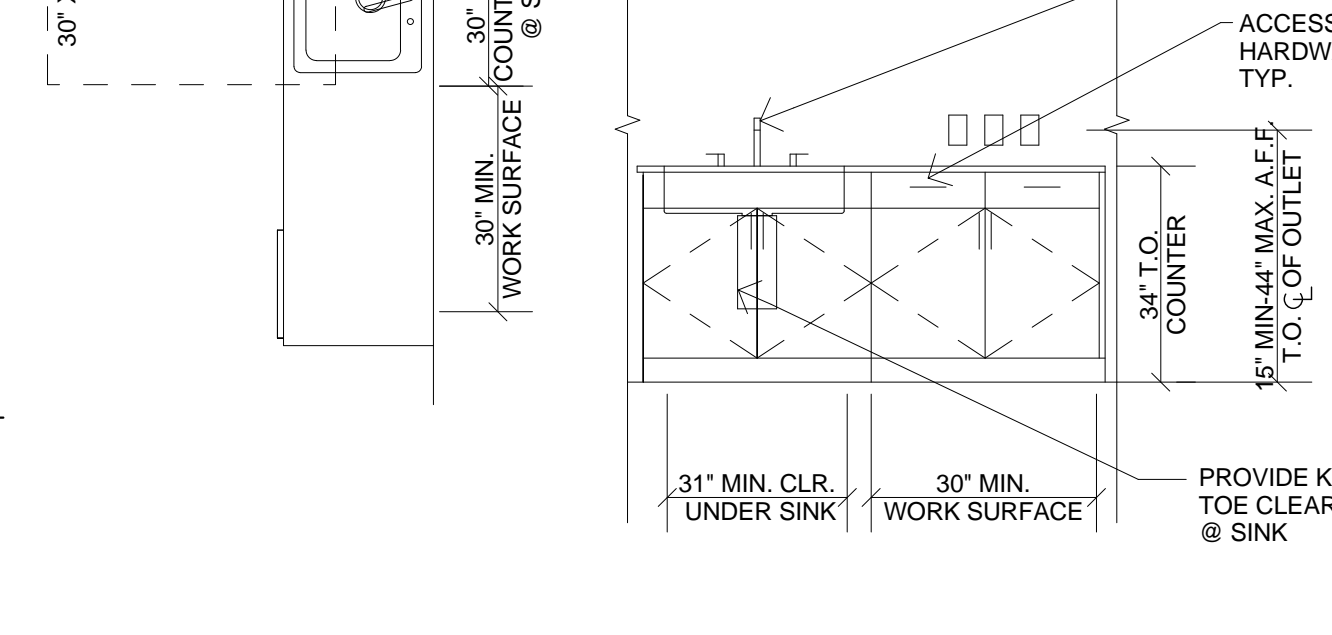 30"
30"
COUNT
@ S
30" MIN.
WORK SURFACE
ACCESS
HARDW
TYP.
34" T.O.
COUNTER
15" MIN-44" MAX. A.F.F
T.O. ℄ OF OUTLET
31" MIN. CLR.
UNDER SINK
30" MIN.
WORK SURFACE
PROVIDE K
TOE CLEAR
@ SINK